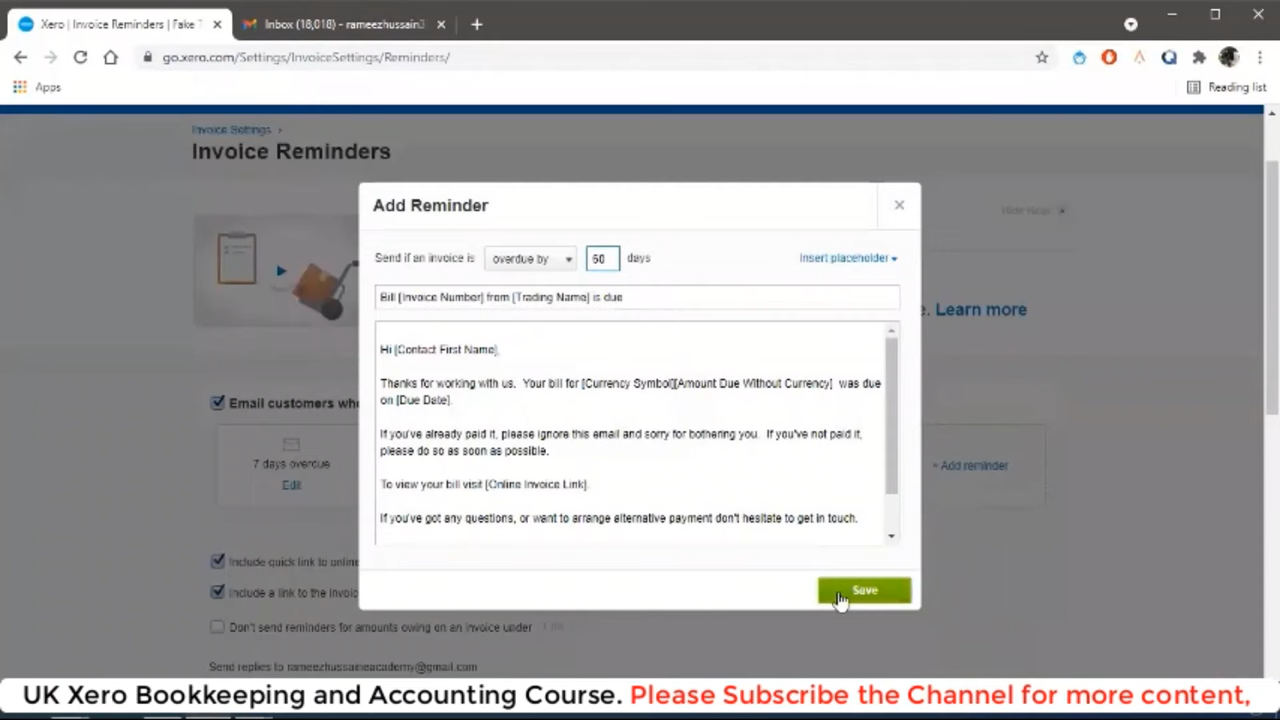 Xero | Invoice Reminders | Fake T
Inbox (18,018) - rameezhussain3
go.xero.com/Settings/InvoiceSettings/Reminders/
Apps
Reading list
Invoice Settings ›
Invoice Reminders
Hide Help
Add Reminder
Send if an invoice is overdue by 60 days
Insert placeholder
Bill [Invoice Number] from [Trading Name] is due
. Learn more
Hi [Contact First Name],
Thanks for working with us. Your bill for [Currency Symbol][Amount Due Without Currency] was due
on [Due Date].
Email customers whe
If you've already paid it, please ignore this email and sorry for bothering you. If you've not paid it,
please do so as soon as possible.
7 days overdue
+ Add reminder
Edit
To view your bill visit [Online Invoice Link].
If you've got any questions, or want to arrange alternative payment don't hesitate to get in touch.
Include quick link to online
Include a link to the invoic
Save
Don't send reminders for amounts owing on an invoice under
Send replies to rameezhussaineacademy@gmail.com
UK Xero Bookkeeping and Accounting Course. Please Subscribe the Channel for more content,